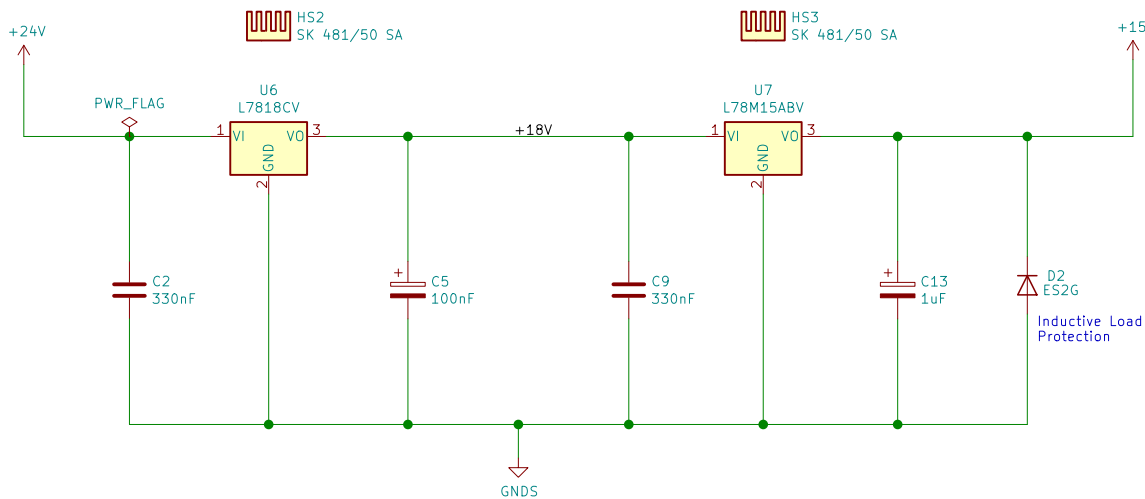 +24V
HS2
SK 481/50 SA
HS3
SK 481/50 SA
+15
PWR_FLAG
U6
L7818CV
U7
L78M15ABV
1
VI
VO
3
GND
2
+18V
1
VI
VO
3
GND
2
C2
330nF
+
C5
100nF
C9
330nF
+
C13
1uF
D2
ES2G
Inductive Load
Protection
GNDS